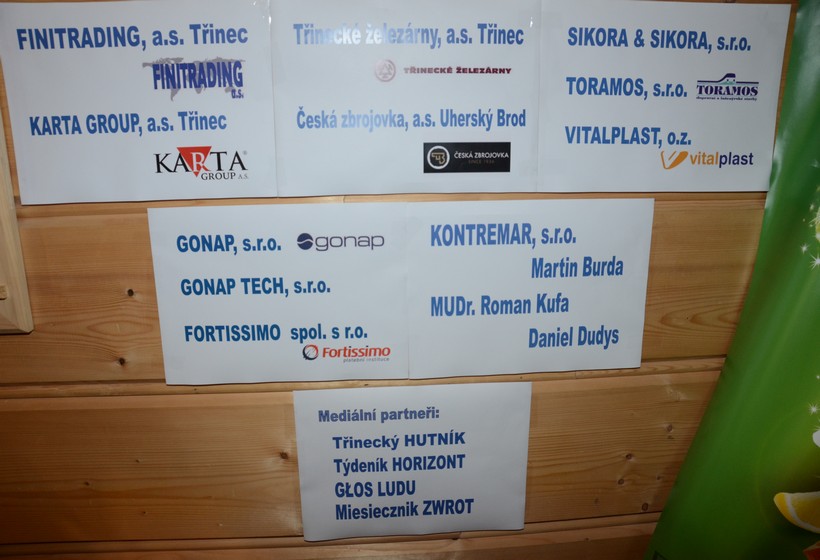 FINITRADING, a.s. Třinec
FINITRADING
a.s.
KARTA GROUP, a.s. Třinec
KARTA
GROUP A.S.
Třinecké železárny, a.s. Třinec
TŘINECKÉ ŽELEZÁRNY
Česká zbrojovka, a.s. Uherský Brod
ČESKÁ ZBROJOVKA
SIKORA & SIKORA, s.r.o.
TORAMOS, s.r.o.
TORAMOS
VITALPLAST, o.z.
vitalplast
GONAP, s.r.o.
gonap
GONAP TECH, s.r.o.
FORTISSIMO spol. s r.o.
Fortissimo
KONTREMAR, s.r.o.
Martin Burda
MUDr. Roman Kufa
Daniel Dudys
Mediální partneři:
Třinecký HUTNÍK
Týdeník HORIZONT
GŁOS LUDU
Miesiecznik ZWROT